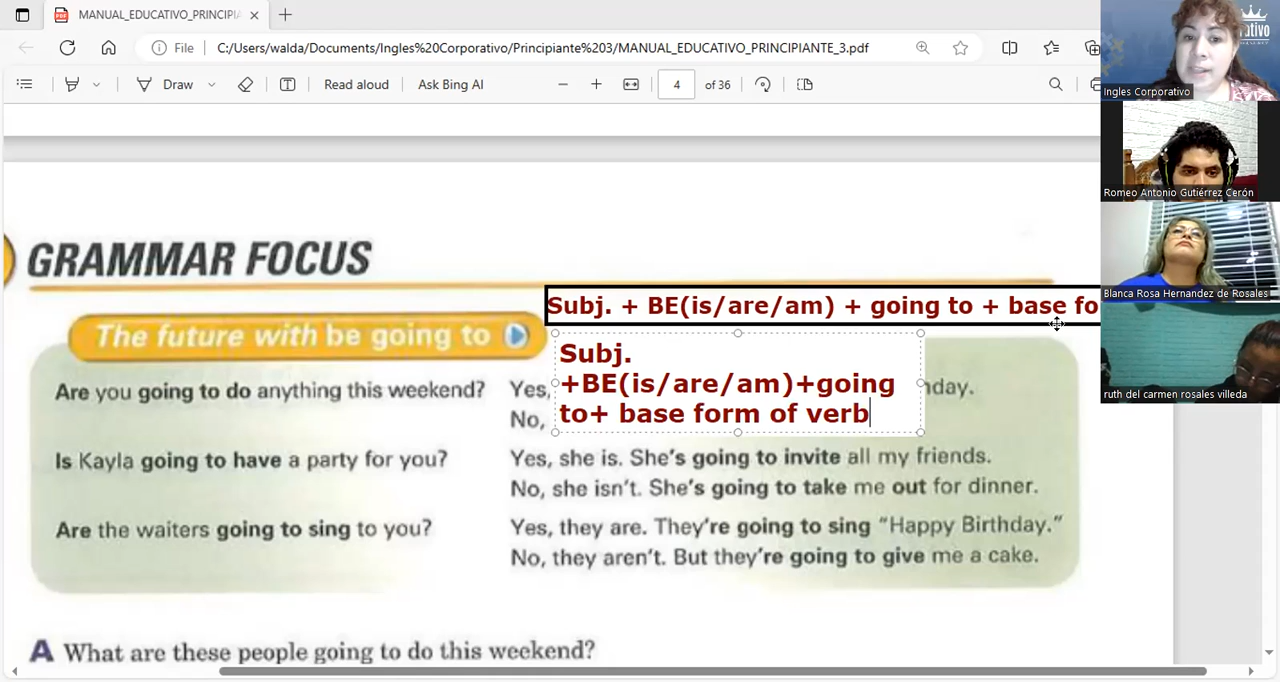 MANUAL_EDUCATIVO_PRINCIPIA
File
C:/Users/walda/Documents/Ingles%20Corporativo/Principiante%203/MANUAL_EDUCATIVO_PRINCIPIANTE_3.pdf
Draw
Read aloud
Ask Bing AI
4 of 36
Ingles Corporativo
Romeo Antonio Gutiérrez Cerón
Blanca Rosa Hernandez de Rosales
ruth del carmen rosales villeda
GRAMMAR FOCUS
Subj. + BE(is/are/am) + going to + base fo
The future with be going to
Subj.
+BE(is/are/am)+going
to+ base form of verb
Are you going to do anything this weekend? Yes, nday.
No,
Is Kayla going to have a party for you? Yes, she is. She's going to invite all my friends.
No, she isn't. She's going to take me out for dinner.
Are the waiters going to sing to you? Yes, they are. They're going to sing “Happy Birthday.”
No, they aren't. But they're going to give me a cake.
A What are these people going to do this weekend?